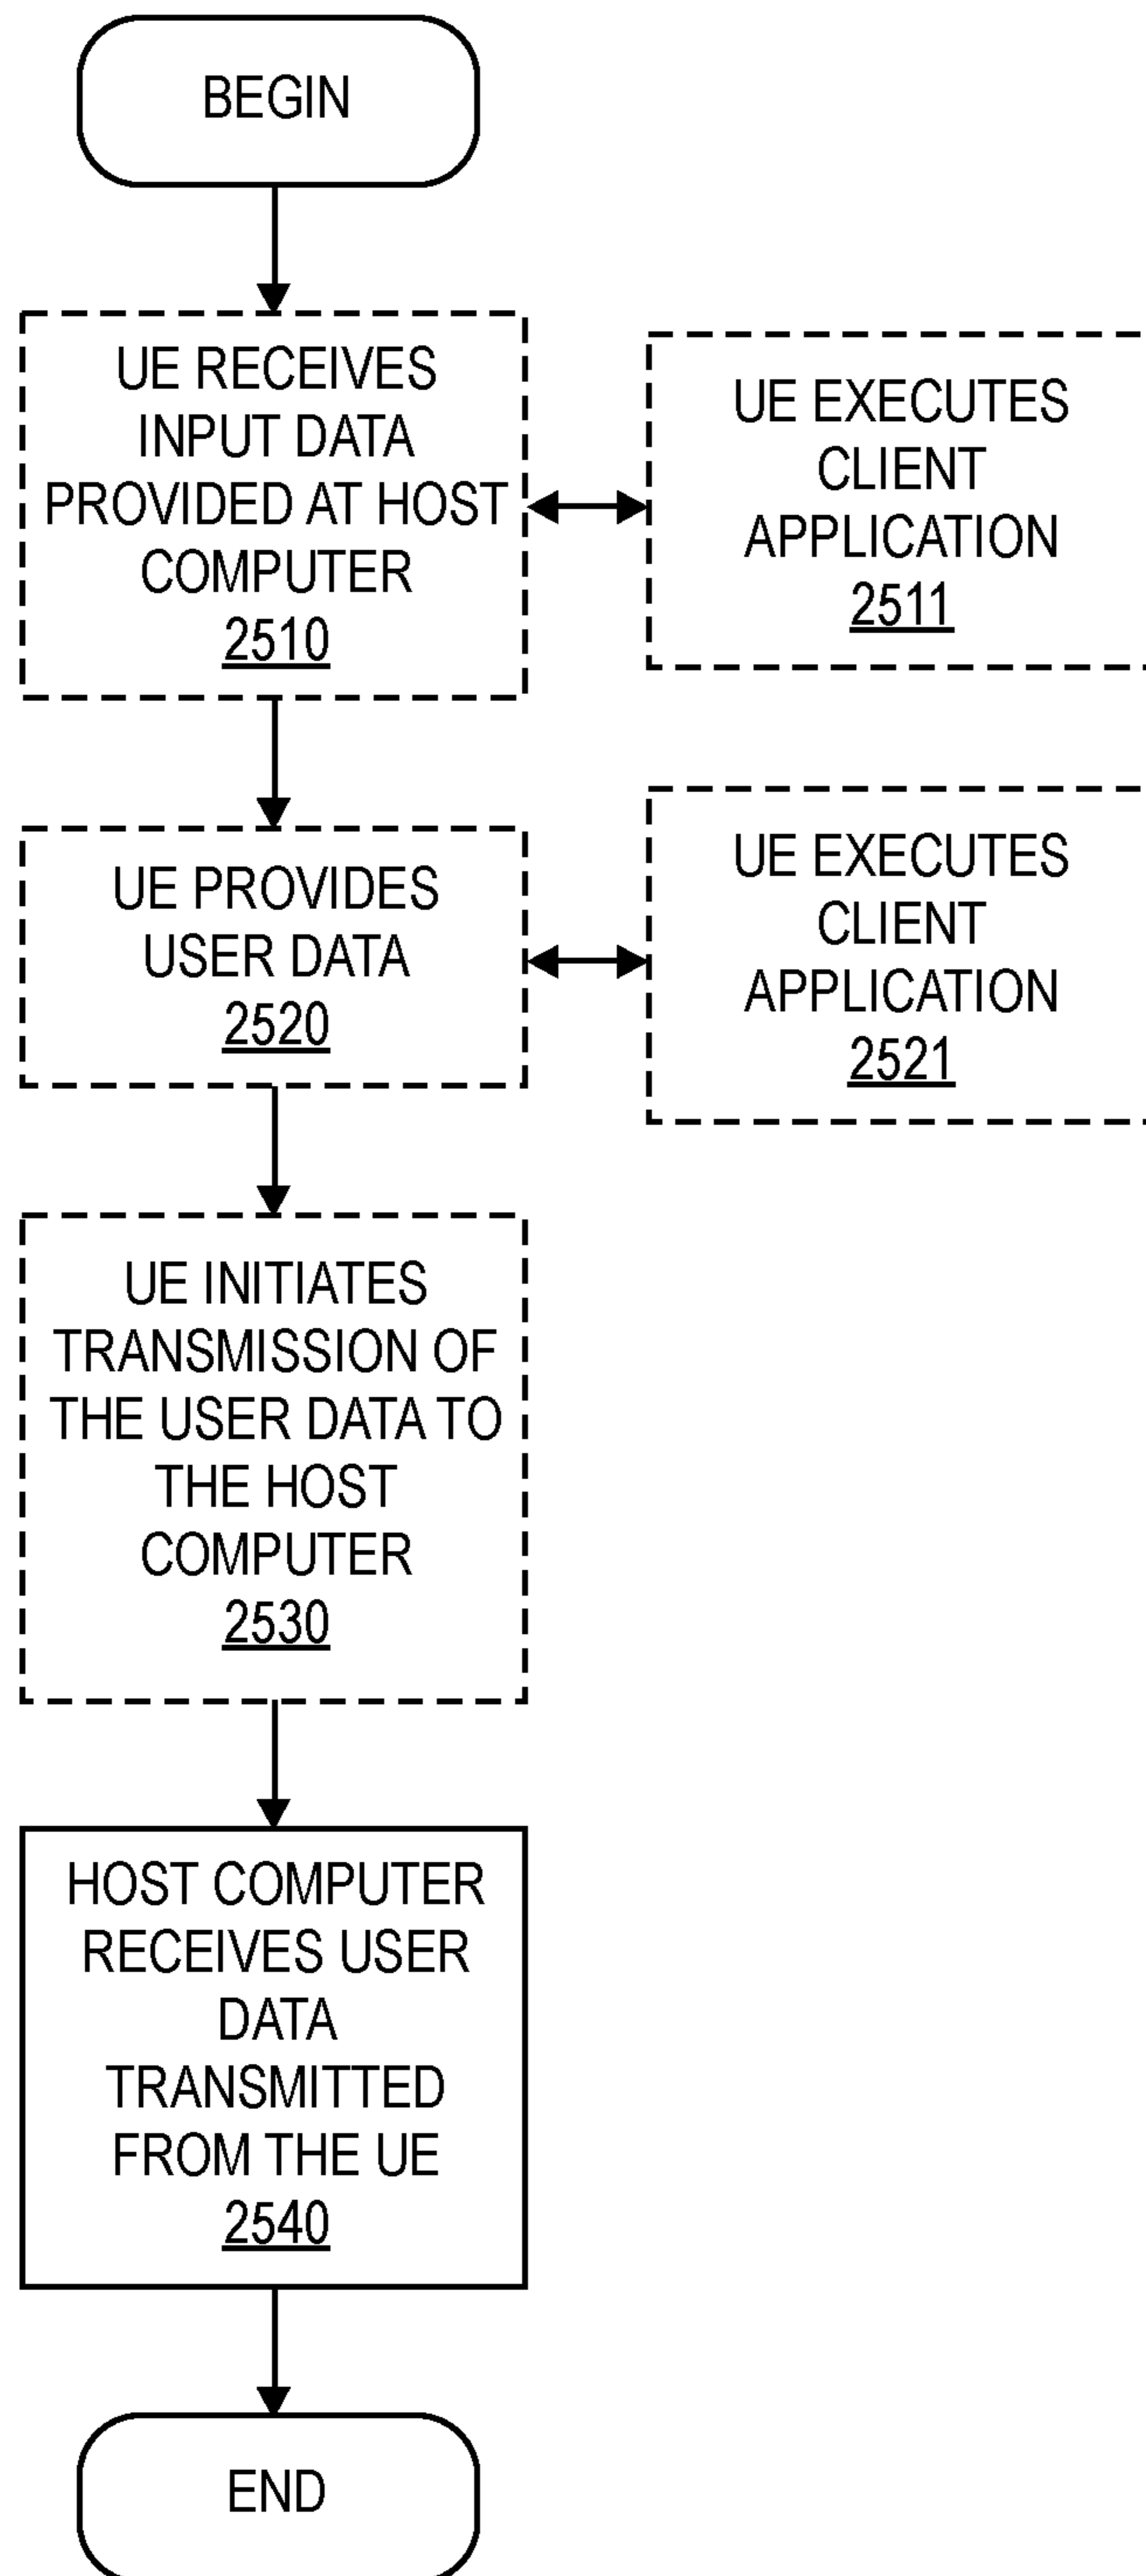 BEGIN
UE RECEIVES
INPUT DATA
PROVIDED AT HOST
COMPUTER
2510
UE EXECUTES
CLIENT
APPLICATION
2511
UE PROVIDES
USER DATA
2520
UE EXECUTES
CLIENT
APPLICATION
2521
UE INITIATES
TRANSMISSION OF
THE USER DATA TO
THE HOST
COMPUTER
2530
HOST COMPUTER
RECEIVES USER
DATA
TRANSMITTED
FROM THE UE
2540
END